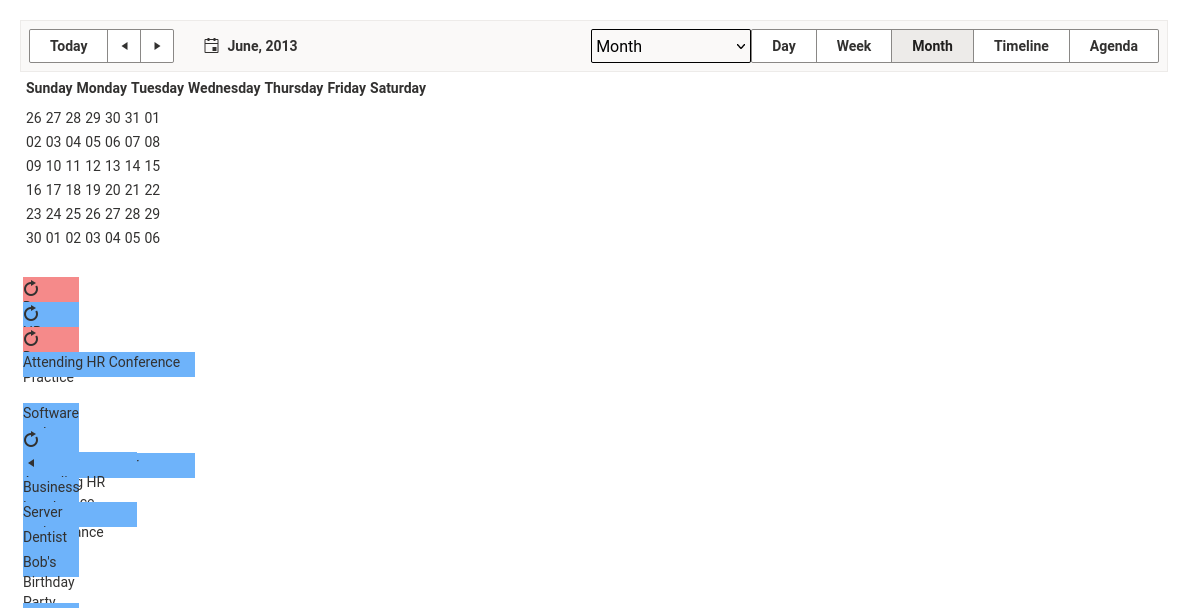 Today June, 2013 Month Day Week Month Timeline Agenda
Sunday Monday Tuesday Wednesday Thursday Friday Saturday
26 27 28 29 30 31 01
02 03 04 05 06 07 08
09 10 11 12 13 14 15
16 17 18 19 20 21 22
23 24 25 26 27 28 29
30 01 02 03 04 05 06
Attending HR Conference
Practice
Software
HR
Business
Server
Dentist
Bob's
Birthday
Party